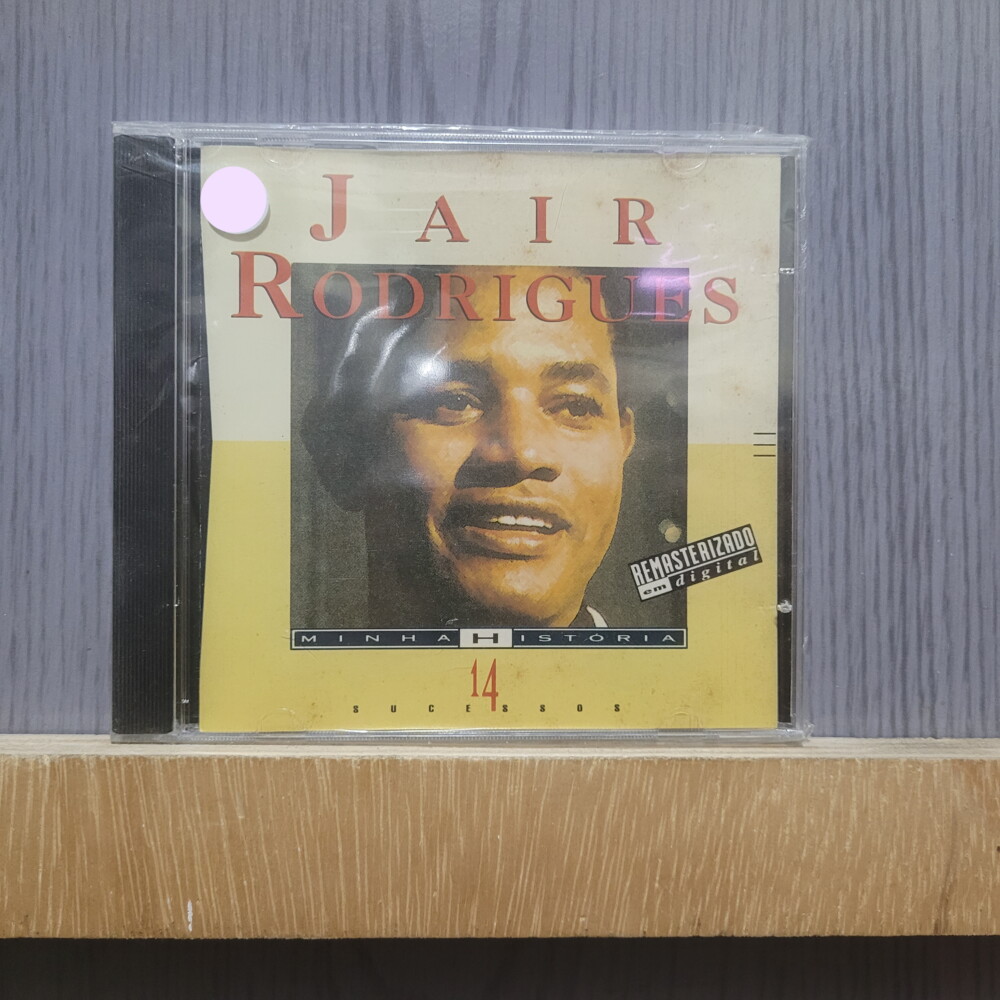 JAIR
RODRIGUES
REMASTERIZADO
em digital
MINHA HISTÓRIA
14
SUCESSOS